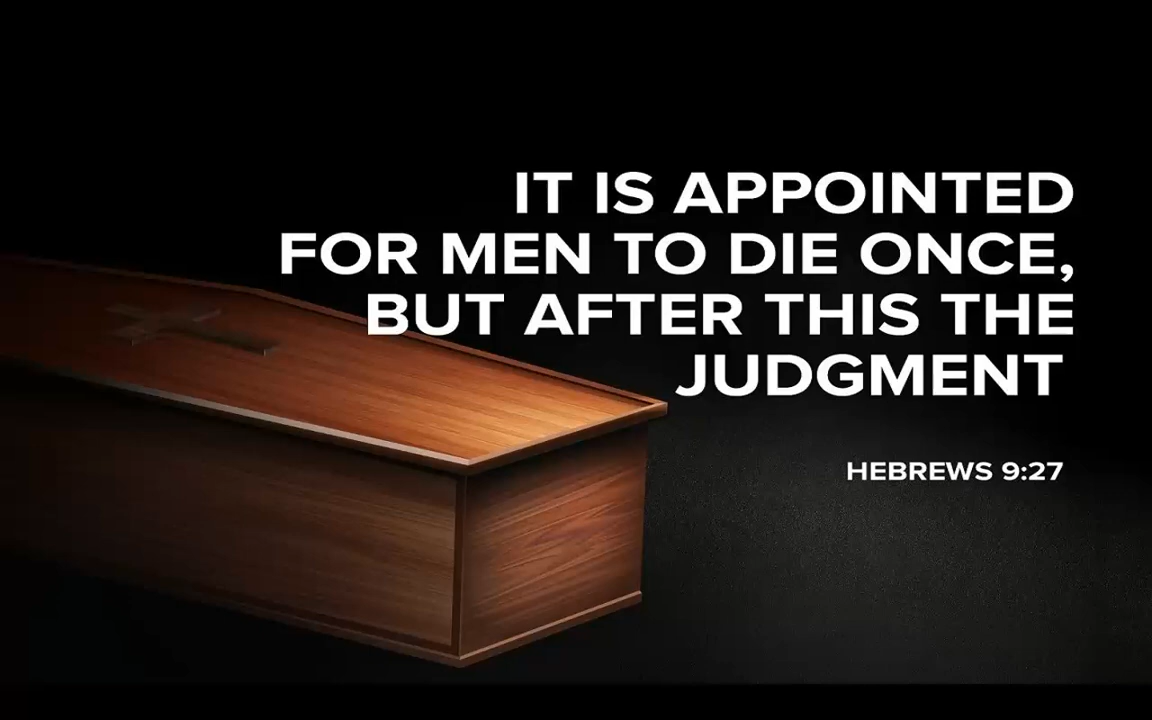 IT IS APPOINTED
FOR MEN TO DIE ONCE,
BUT AFTER THIS THE
JUDGMENT
HEBREWS 9:27